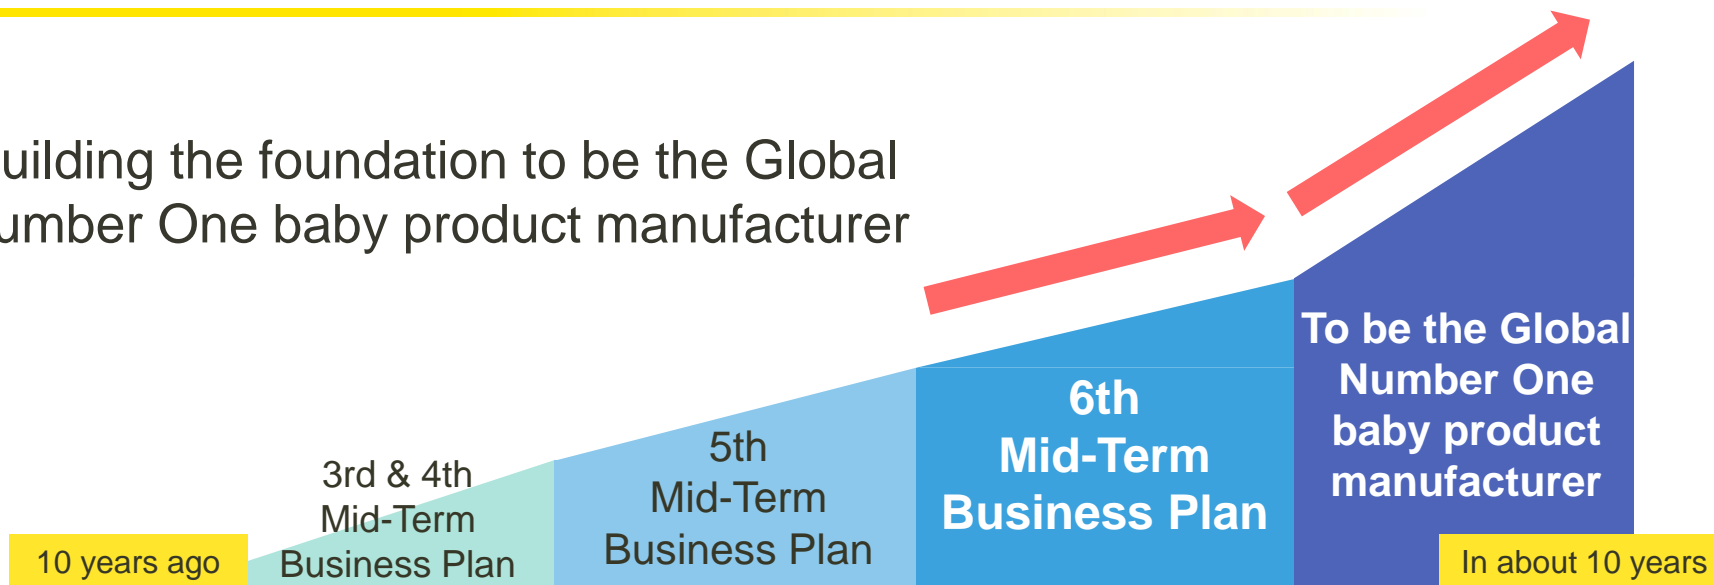 uilding the foundation to be the Global
umber One baby product manufacturer
To be the Global
Number One
baby product
manufacturer
6th
Mid-Term
Business Plan
5th
Mid-Term
Business Plan
3rd & 4th
Mid-Term
Business Plan
10 years ago
In about 10 years